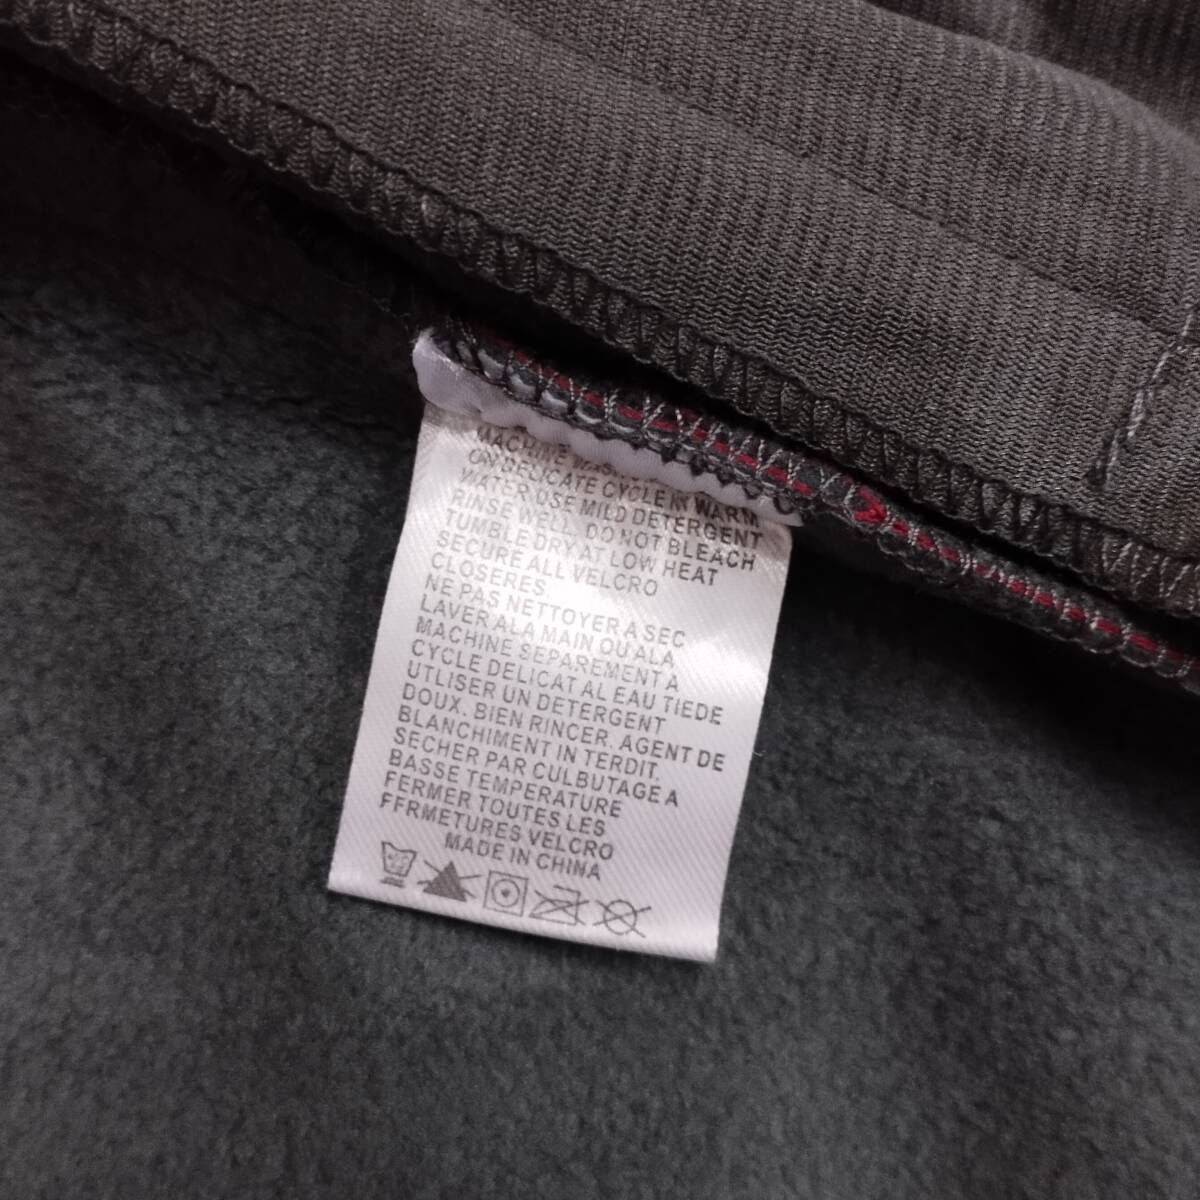 MACHINE
ON DELICATE CYCLE IN WARM
WATER USE MILD DETERGENT
RINSE WELL. DO NOT BLEACH
TUMBLE DRY AT LOW HEAT
SECURE ALL VELCRO
CLOSERES.
NE PAS NETTOYER A SEC
LAVER ALA MAIN OU ALA
MACHINE SEPAREMENT A
CYCLE DELICAT AL EAU TIEDE
UTLISER UN DETERGENT
DOUX. BIEN RINCER. AGENT DE
BLANCHIMENT IN TERDIT.
SECHER PAR CULBUTAGE A
BASSE TEMPERATURE
FERMER TOUTES LES
FFRMETURES VELCRO
MADE IN CHINA